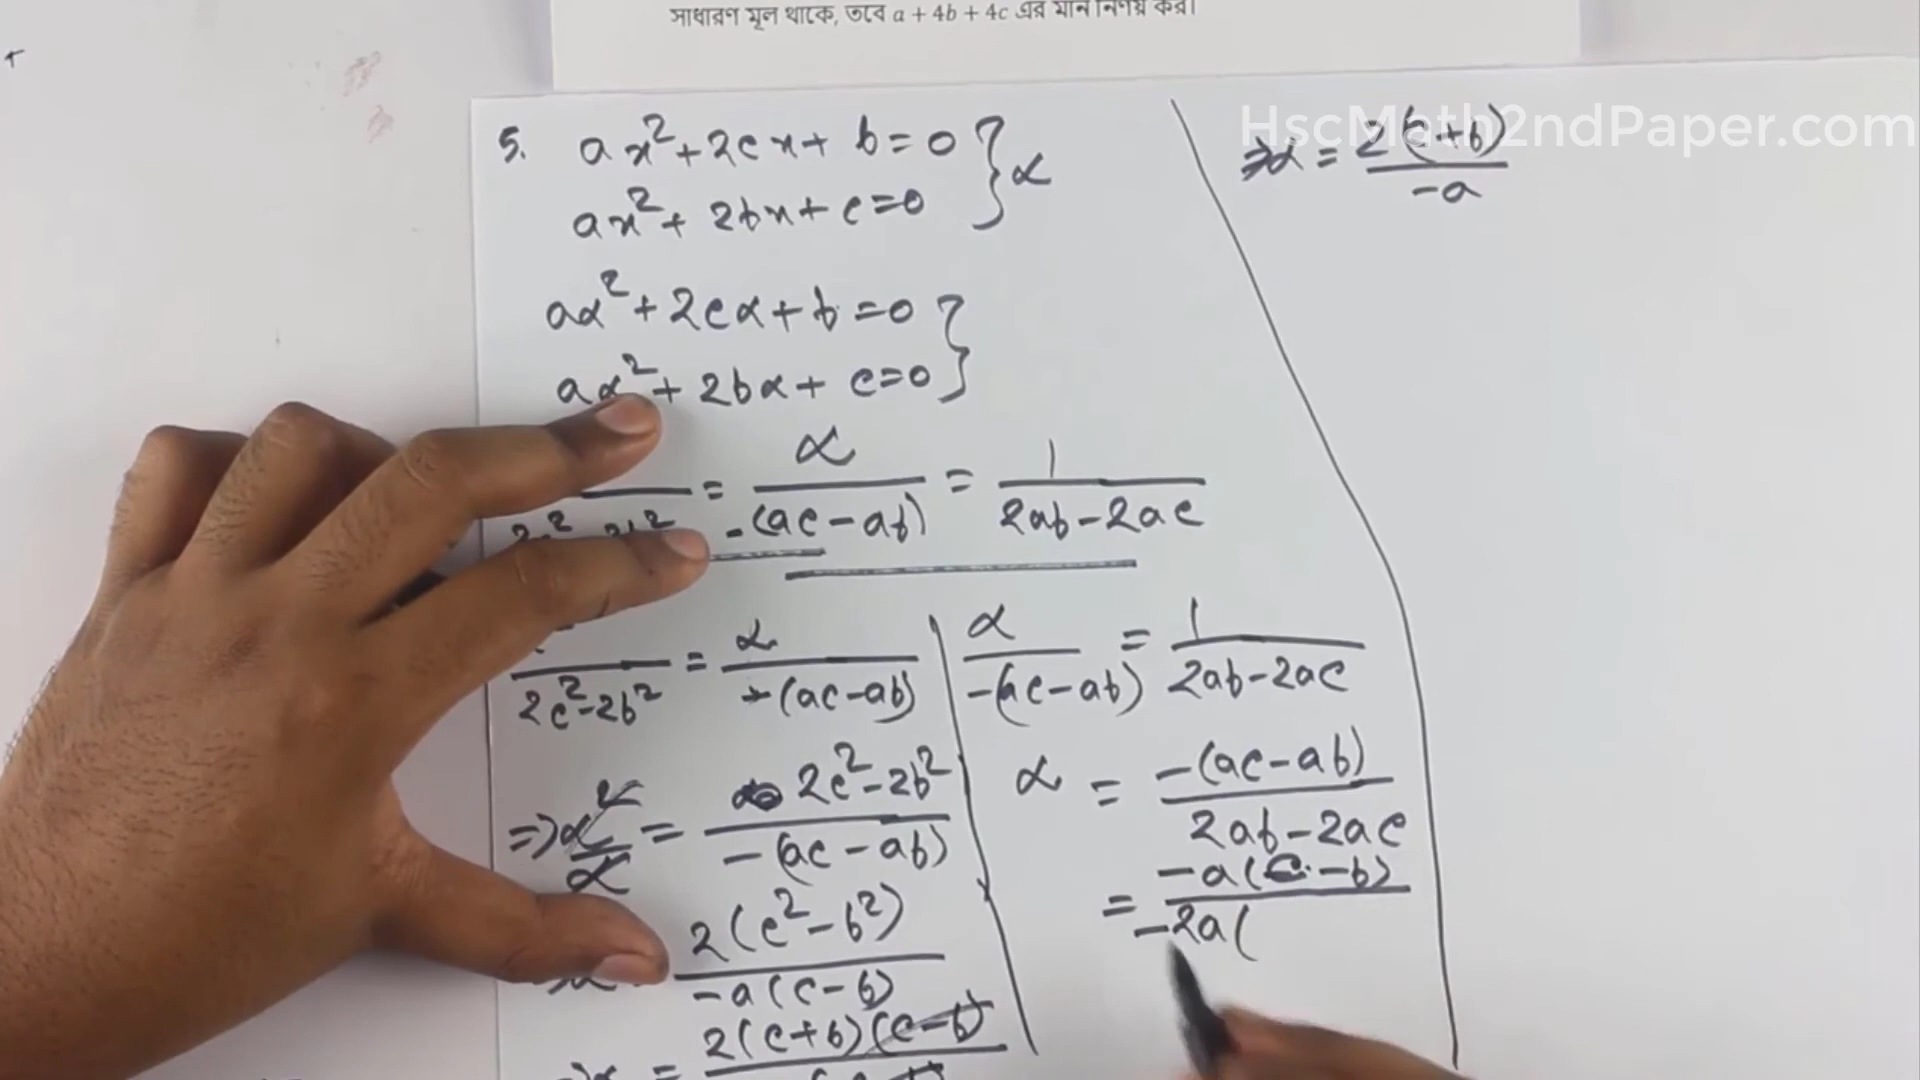 সাধারণ মূল থাকে, তবে a + 4b + 4c এর মান নির্ণয় কর।
HscMath2ndPaper.com
5. ax²+2cx+ b=0 } α
ax²+ 2bx+c=0
aα²+2cα+b=0 }
aα²+ 2bα+ c=0
= α/-(ac-ab) = 1/2ab-2ac
/2c²-2b² = α/-(ac-ab)
=> α²/α = 2c²-2b²/-(ac-ab)
2(c²-b²)/-a(c-b)
=>α = 2(c+b)(c-b)
α/-(ac-ab) = 1/2ab-2ac
α = -(ac-ab)/2ab-2ac
= -a(c-b)/-2a(
=>α = 2(c+b)/-a